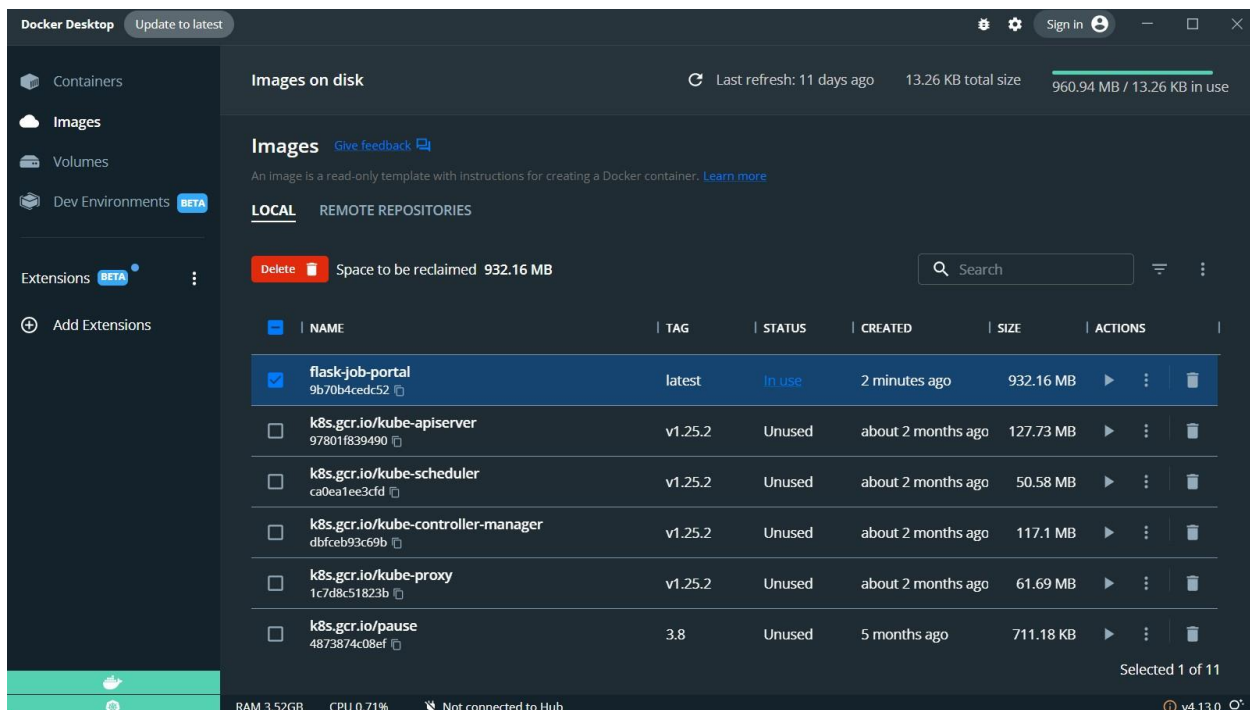 Docker Desktop Update to latest Sign in
Containers
Images
Volumes
Dev Environments BETA
Extensions BETA
Add Extensions
Images on disk Last refresh: 11 days ago 13.26 KB total size 960.94 MB / 13.26 KB in use
Images Give feedback
An image is a read-only template with instructions for creating a Docker container. Learn more
LOCAL REMOTE REPOSITORIES
Delete Space to be reclaimed 932.16 MB Search
NAME TAG STATUS CREATED SIZE ACTIONS
flask-job-portal latest In use 2 minutes ago 932.16 MB
9b70b4cedc52
k8s.gcr.io/kube-apiserver v1.25.2 Unused about 2 months ago 127.73 MB
97801f839490
k8s.gcr.io/kube-scheduler v1.25.2 Unused about 2 months ago 50.58 MB
ca0ea1ee3cfd
k8s.gcr.io/kube-controller-manager v1.25.2 Unused about 2 months ago 117.1 MB
dbfceb93c69b
k8s.gcr.io/kube-proxy v1.25.2 Unused about 2 months ago 61.69 MB
1c7d8c51823b
k8s.gcr.io/pause 3.8 Unused 5 months ago 711.18 KB
4873874c08ef
Selected 1 of 11
RAM 3.52GB CPU 0.71% Not connected to Hub v4.13.0